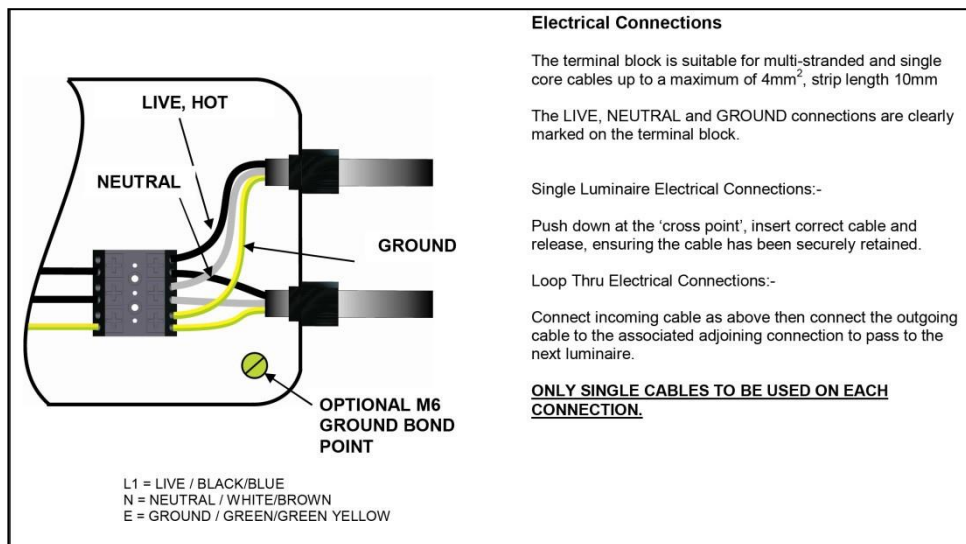 LIVE, HOT
NEUTRAL
GROUND
OPTIONAL M6
GROUND BOND
POINT
L1 = LIVE / BLACK/BLUE
N = NEUTRAL / WHITE/BROWN
E = GROUND / GREEN/GREEN YELLOW
Electrical Connections
The terminal block is suitable for multi-stranded and single
core cables up to a maximum of 4mm², strip length 10mm
The LIVE, NEUTRAL and GROUND connections are clearly
marked on the terminal block.
Single Luminaire Electrical Connections:-
Push down at the ‘cross point’, insert correct cable and
release, ensuring the cable has been securely retained.
Loop Thru Electrical Connections:-
Connect incoming cable as above then connect the outgoing
cable to the associated adjoining connection to pass to the
next luminaire.
ONLY SINGLE CABLES TO BE USED ON EACH
CONNECTION.